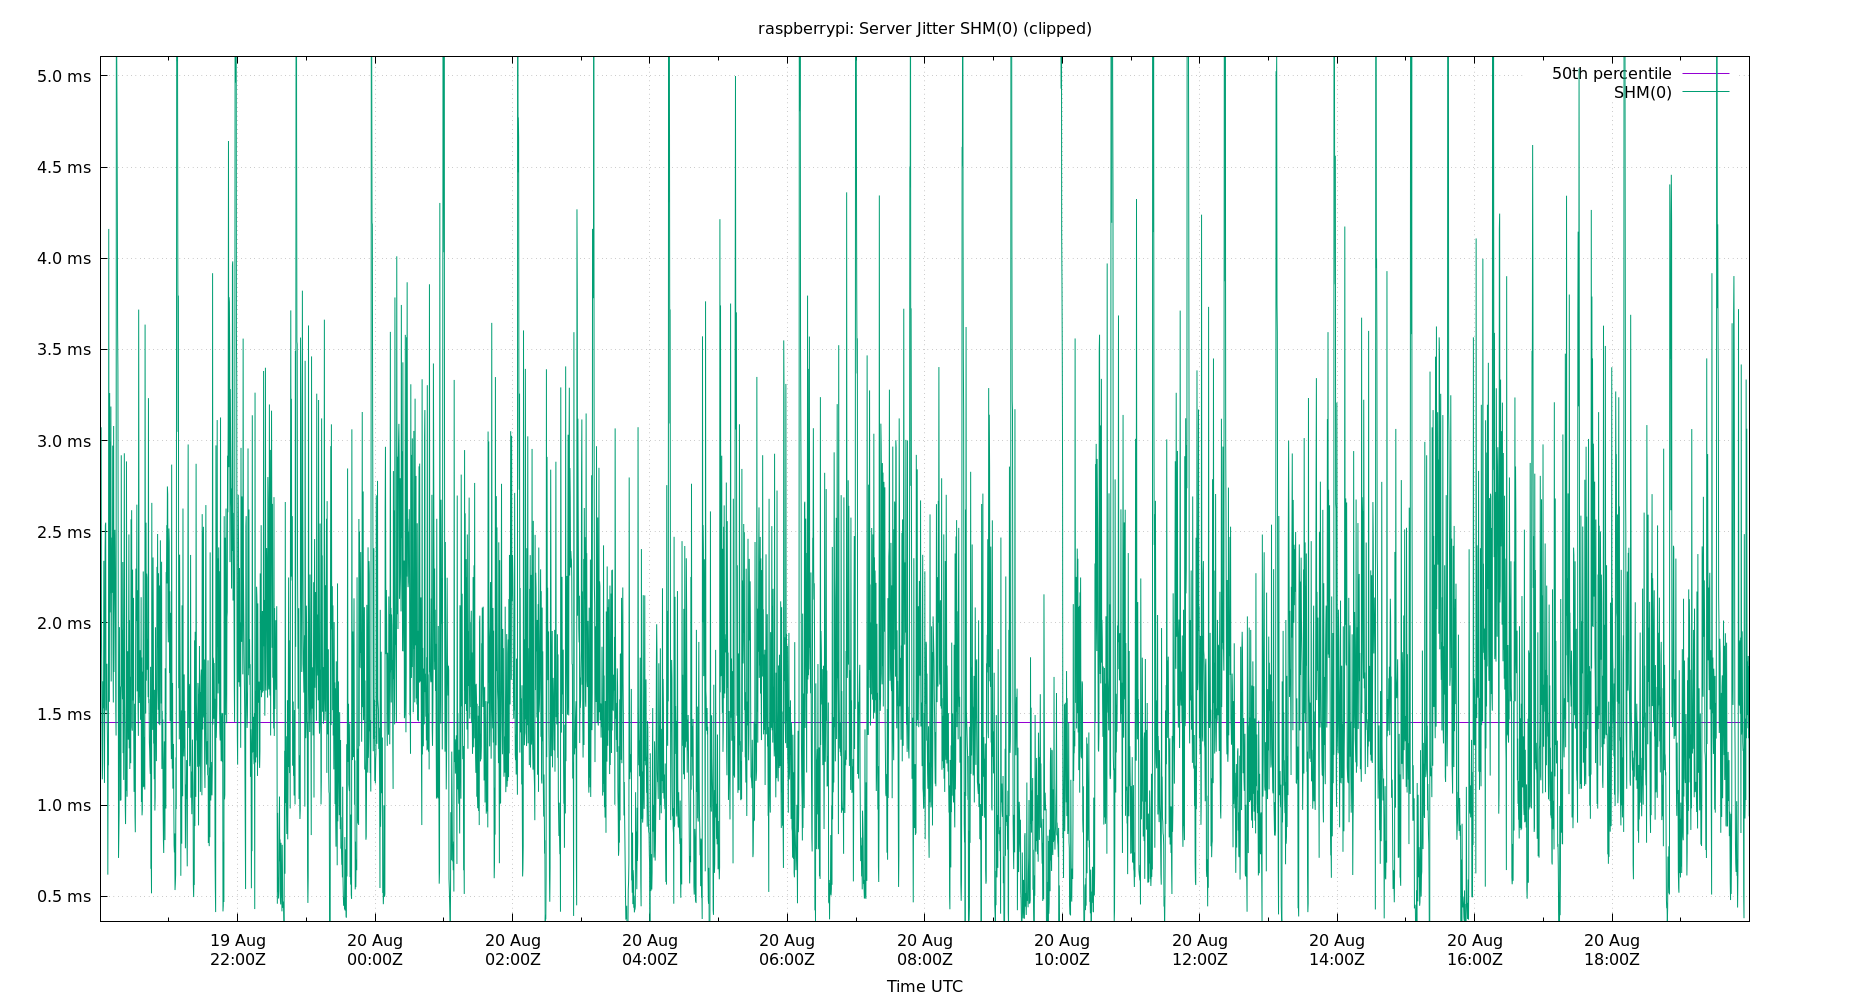 raspberrypi: Server Jitter SHM(0) (clipped)
5.0 ms
50th percentile
SHM(0)
4.5 ms
4.0 ms
3.5 ms
3.0 ms
2.5 ms
2.0 ms
1.5 ms
1.0 ms
0.5 ms
19 Aug 20 Aug 20 Aug 20 Aug 20 Aug 20 Aug 20 Aug 20 Aug 20 Aug 20 Aug 20 Aug
22:00Z 00:00Z 02:00Z 04:00Z 06:00Z 08:00Z 10:00Z 12:00Z 14:00Z 16:00Z 18:00Z
Time UTC